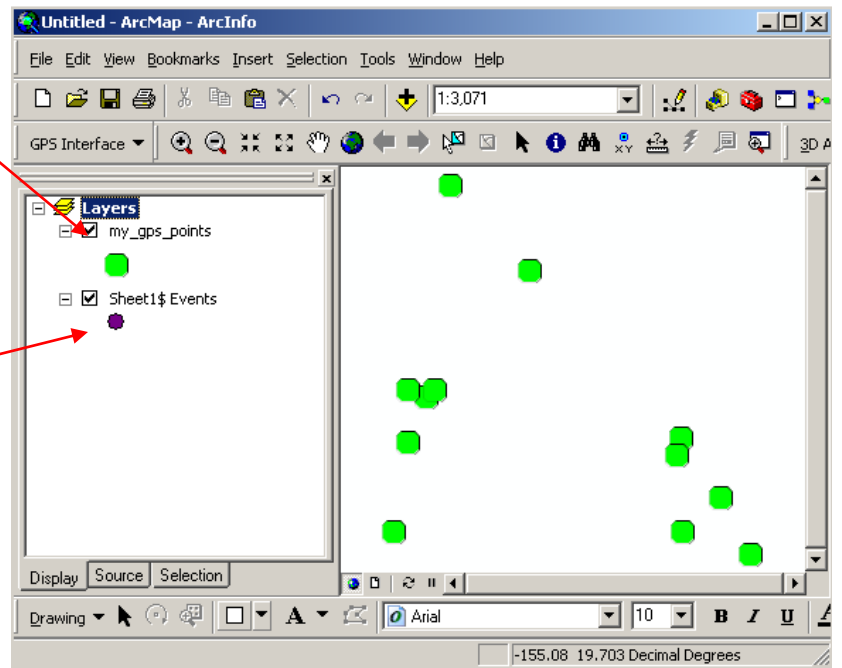 Untitled - ArcMap - ArcInfo
File Edit View Bookmarks Insert Selection Tools Window Help
1:3,071
GPS Interface XY 3D A
Layers
my_gps_points
Sheet1$ Events
Display Source Selection
Drawing A Arial 10 B I U A
-155.08 19.703 Decimal Degrees